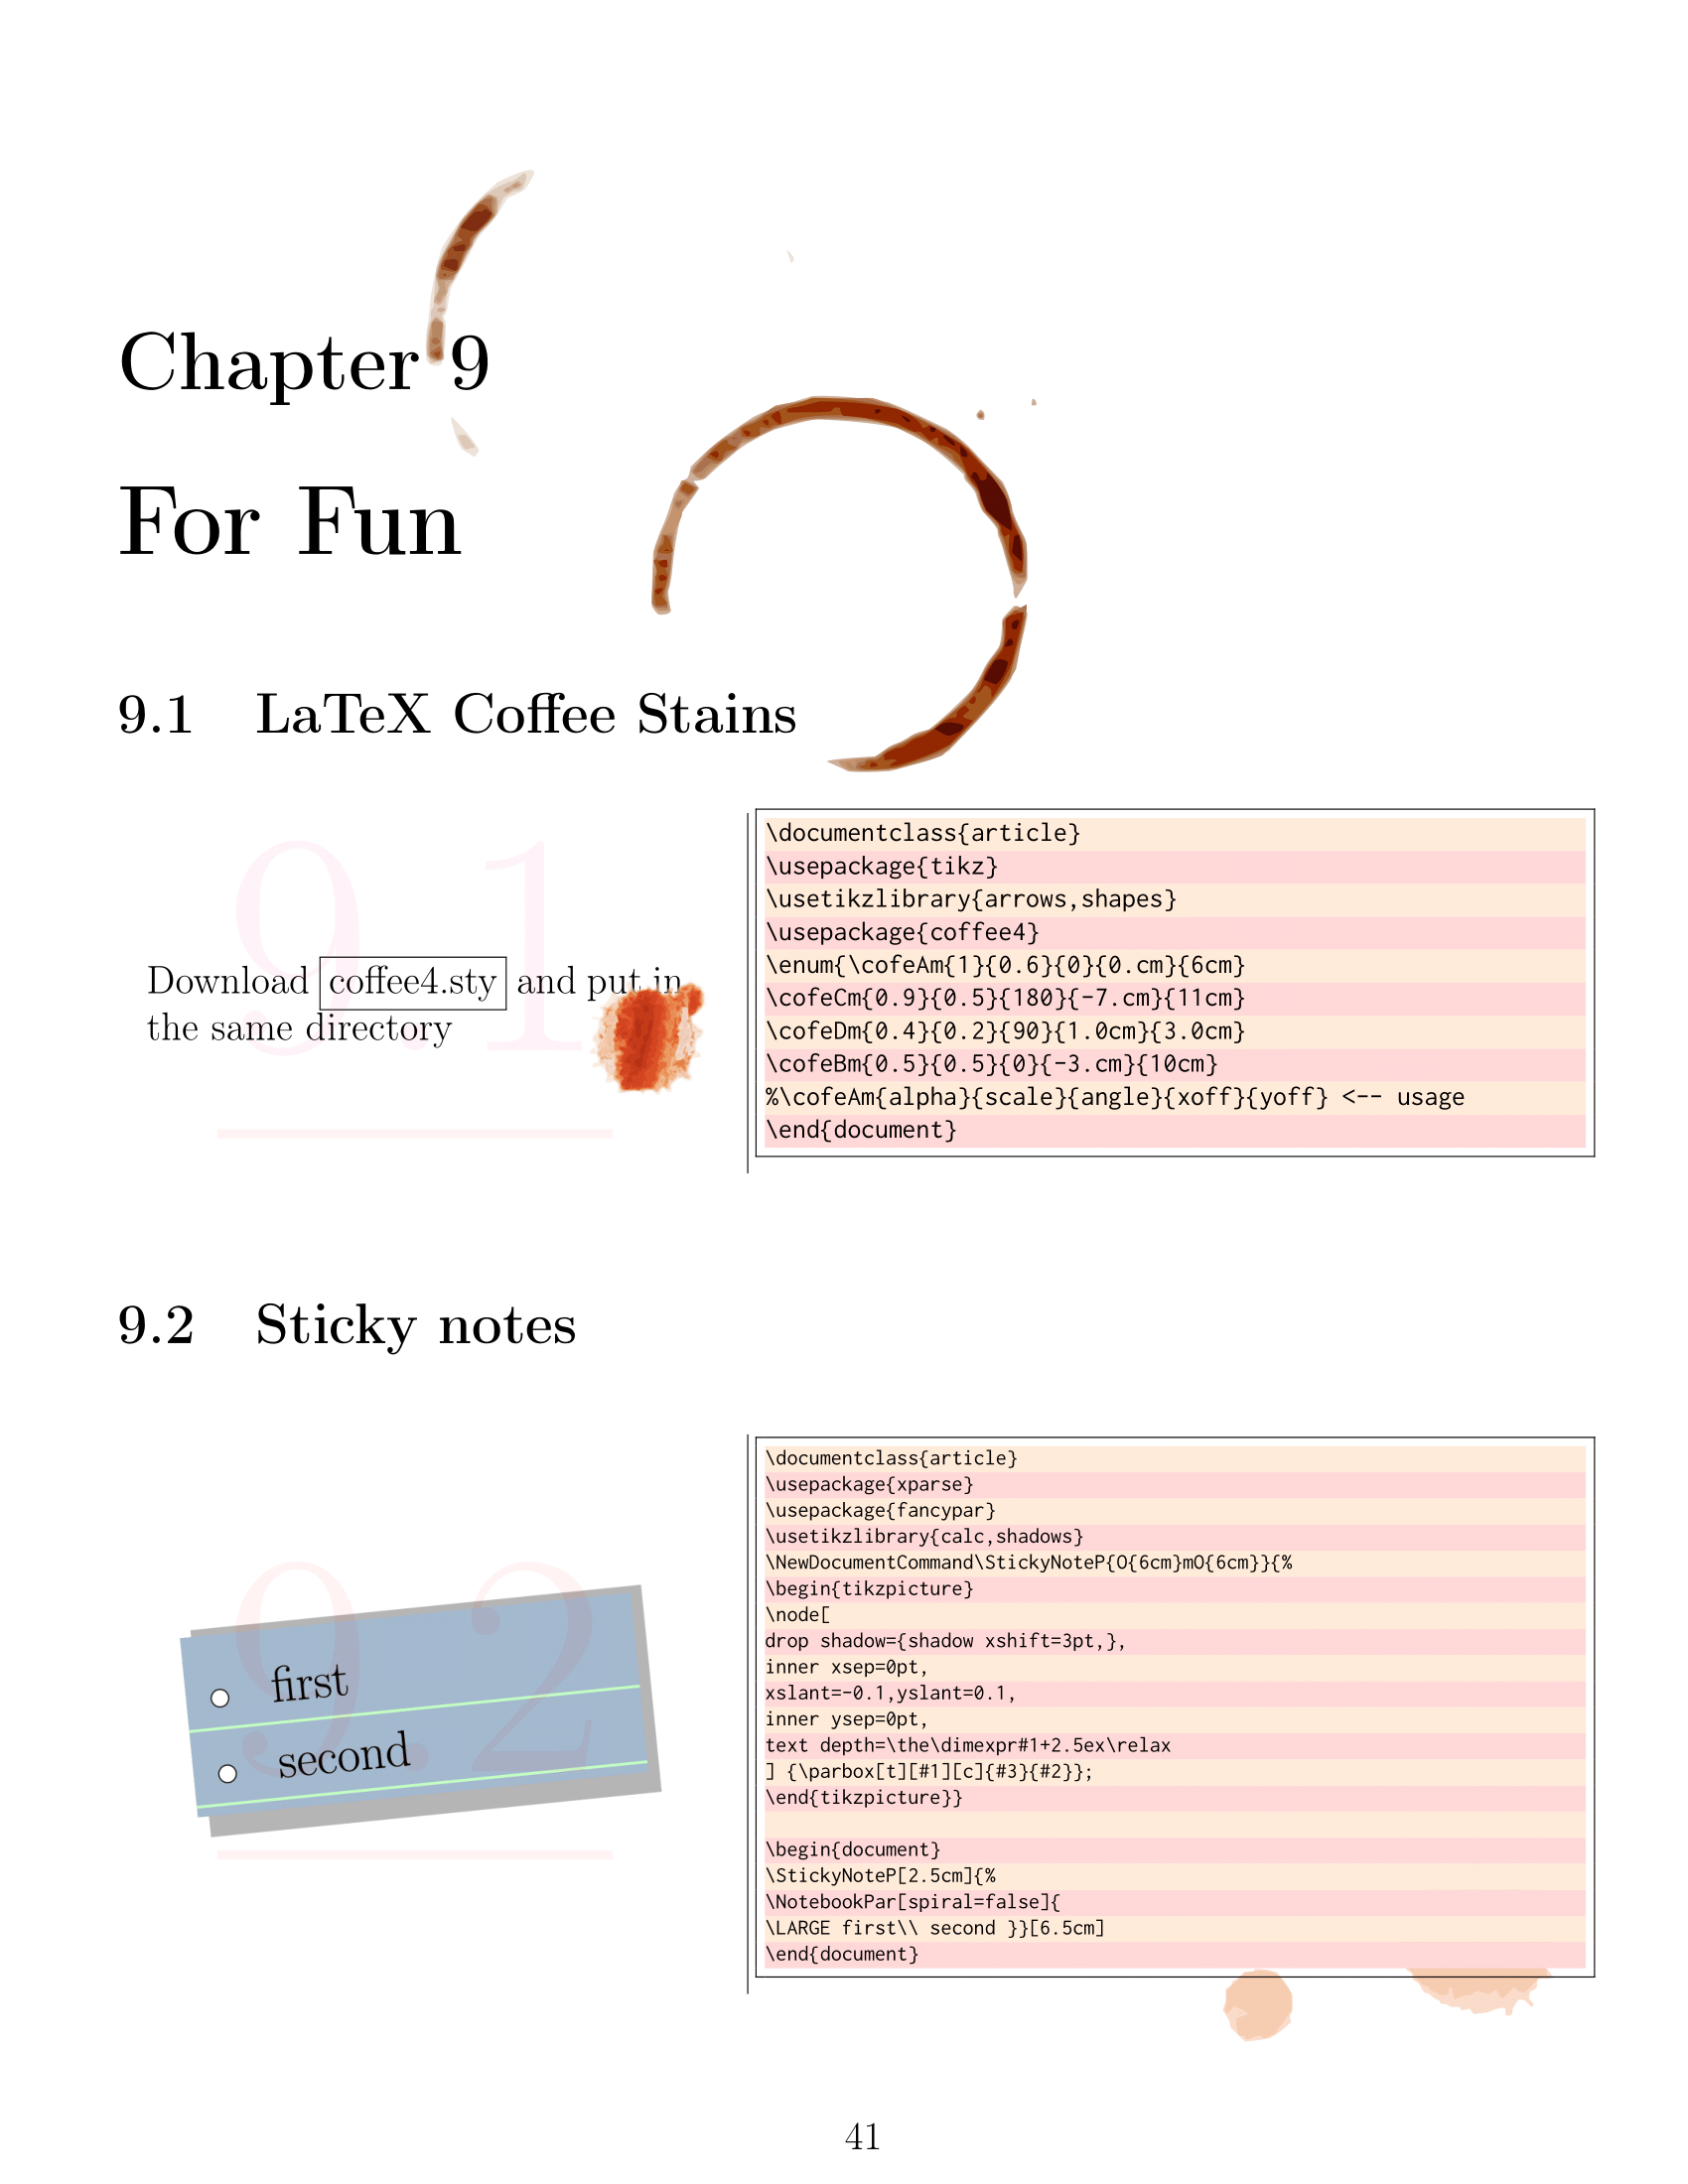 Chapter 9
For Fun
9.1 LaTeX Coffee Stains
9.1
Download coffee4.sty and put in
the same directory
\documentclass{article}
\usepackage{tikz}
\usetikzlibrary{arrows,shapes}
\usepackage{coffee4}
\enum{\cofeAm{1}{0.6}{0}{0.cm}{6cm}
\cofeCm{0.9}{0.5}{180}{-7.cm}{11cm}
\cofeDm{0.4}{0.2}{90}{1.0cm}{3.0cm}
\cofeBm{0.5}{0.5}{0}{-3.cm}{10cm}
%\cofeAm{alpha}{scale}{angle}{xoff}{yoff} <-- usage
\end{document}
9.2 Sticky notes
9.2
first
second
\documentclass{article}
\usepackage{xparse}
\usepackage{fancypar}
\usetikzlibrary{calc,shadows}
\NewDocumentCommand\StickyNoteP{O{6cm}mO{6cm}}{%
\begin{tikzpicture}
\node[
drop shadow={shadow xshift=3pt,},
inner xsep=0pt,
xslant=-0.1,yslant=0.1,
inner ysep=0pt,
text depth=\the\dimexpr#1+2.5ex\relax
] {\parbox[t][#1][c]{#3}{#2}};
\end{tikzpicture}}
\begin{document}
\StickyNoteP[2.5cm]{%
\NotebookPar[spiral=false]{
\LARGE first\\ second }}[6.5cm]
\end{document}
41